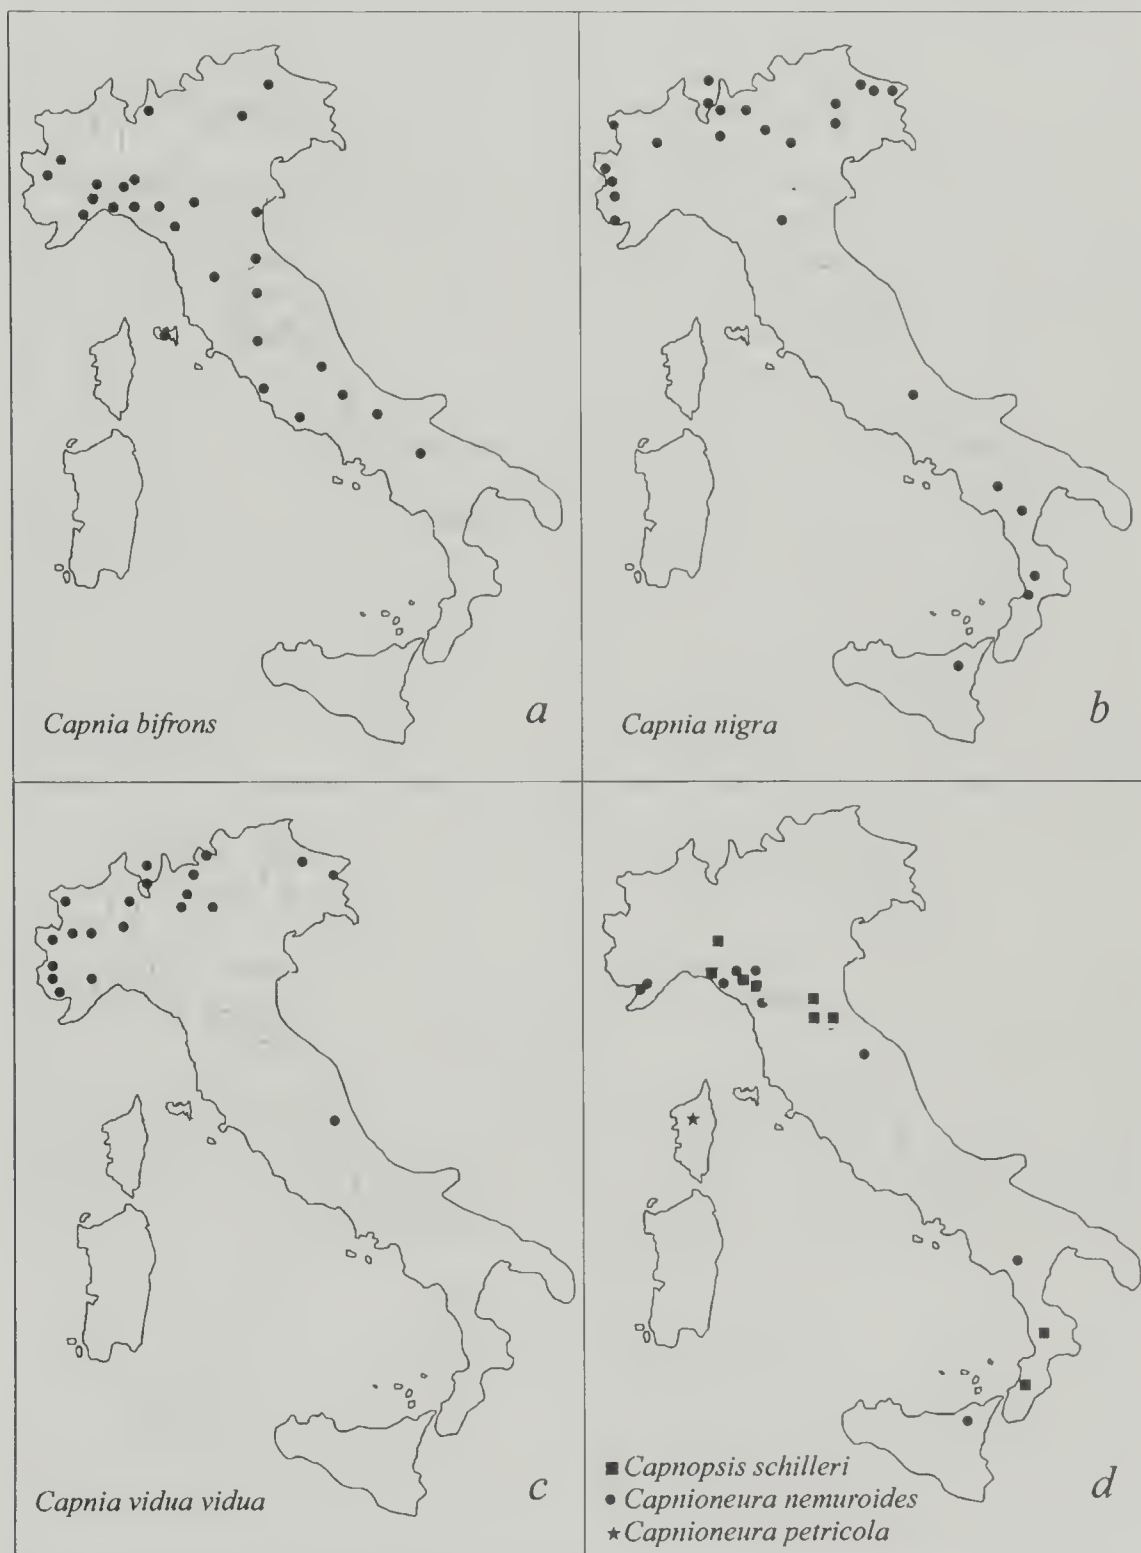 Capnia bifrons
a
Capnia nigra
b
Capnia vidua vidua
c
Capnopsis schilleri
Capnioneura nemuroides
Capnioneura petricola
d